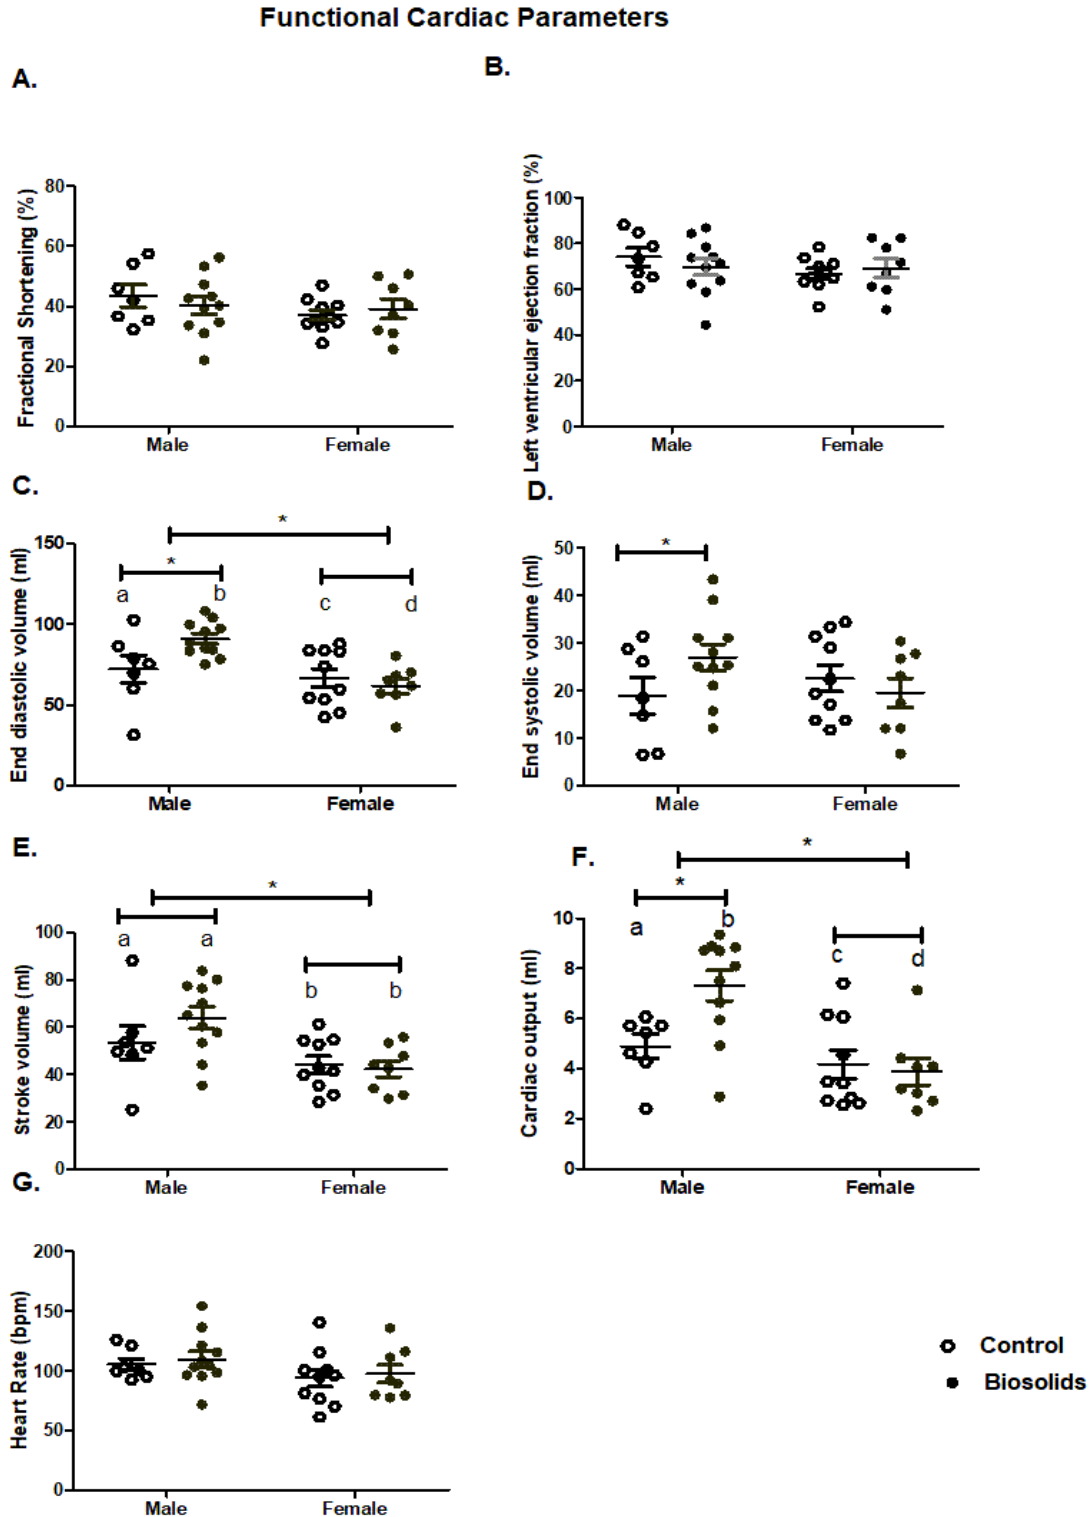 Functional Cardiac Parameters
A.
Fractional Shortening (%)
80
60
40
20
0
Male
Female
B.
Left ventricular ejection fraction (%)
100
80
60
40
20
0
Male
Female
C.
End diastolic volume (ml)
150
100
50
0
*
*
a
b
c
d
Male
Female
D.
End systolic volume (ml)
50
40
30
20
10
0
*
Male
Female
E.
Stroke volume (ml)
100
80
60
40
20
0
*
a
a
b
b
Male
Female
F.
Cardiac output (ml)
10
8
6
4
2
0
*
*
a
b
c
d
Male
Female
G.
Heart Rate (bpm)
200
150
100
50
0
Male
Female
Control
Biosolids